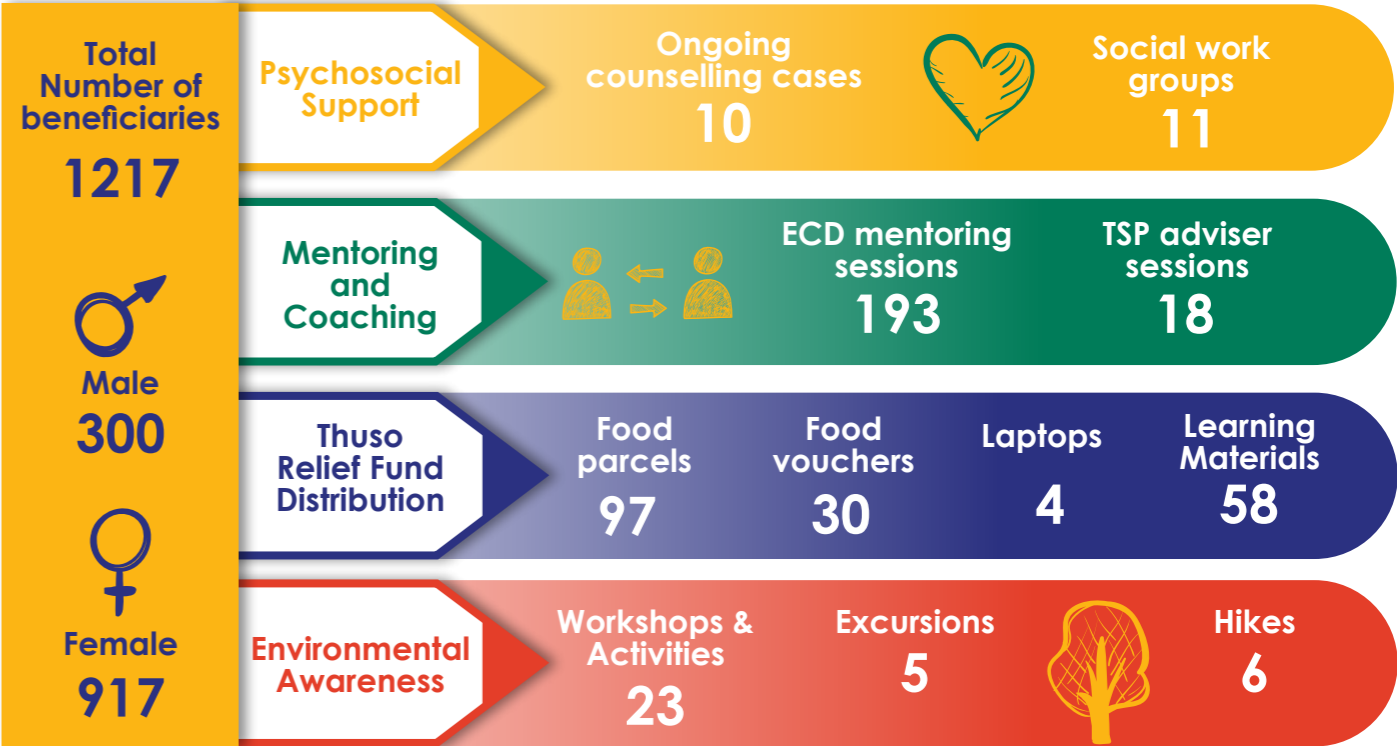 Total
Number of
beneficiaries
1217
Male
300
Female
917
Psychosocial
Support
Ongoing
counselling cases
10
Social work
groups
11
Mentoring
and
Coaching
ECD mentoring
sessions
193
TSP adviser
sessions
18
Thuso
Relief Fund
Distribution
Food
parcels
97
Food
vouchers
30
Laptops
4
Learning
Materials
58
Environmental
Awareness
Workshops &
Activities
23
Excursions
5
Hikes
6